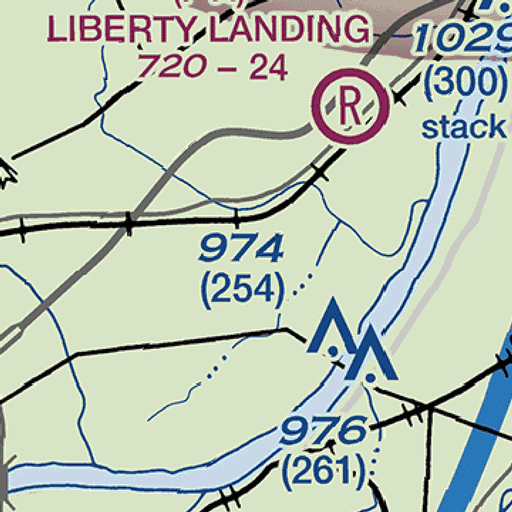 LIBERTY LANDING
720 – 24
R
1029
(300)
stack
974
(254)
976
(261)